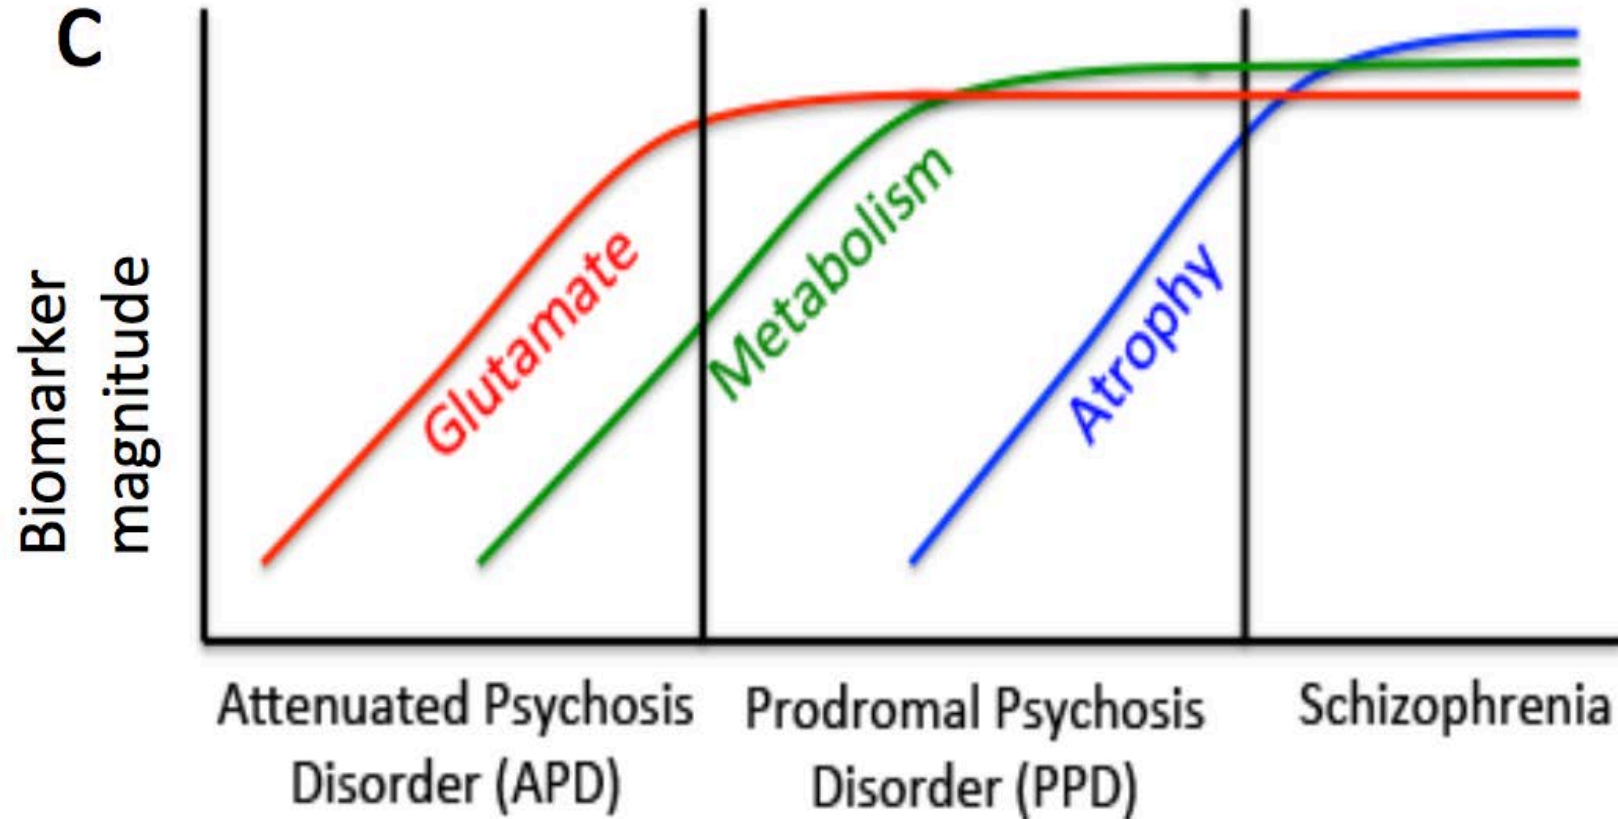 C
Biomarker
magnitude
Glutamate
Metabolism
Atrophy
Attenuated Psychosis
Disorder (APD)
Prodromal Psychosis
Disorder (PPD)
Schizophrenia